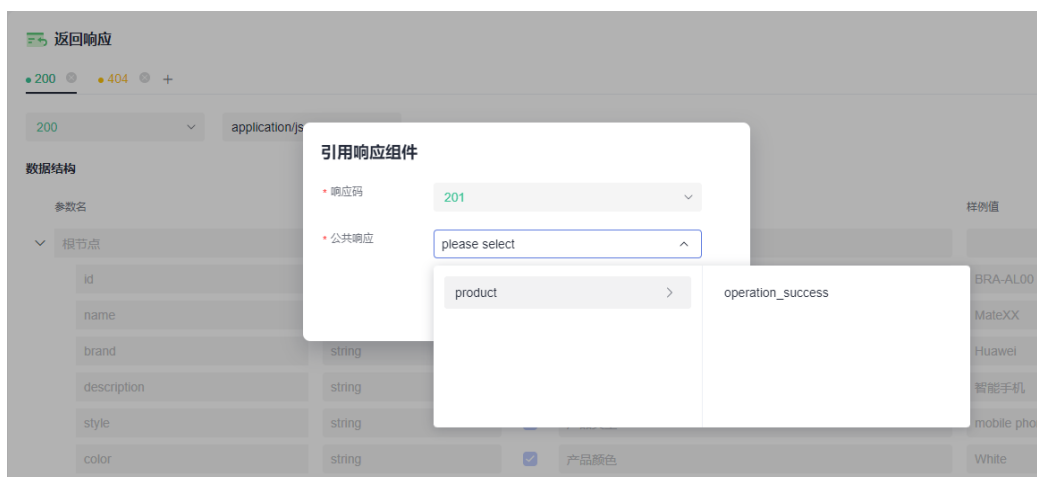 返回响应
200 404 +
200 application/js
数据结构
参数名 样例值
根节点
id BRA-AL00
name MateXX
brand string Huawei
description string 智能手机
style string mobile pho
color string 产品颜色 White
引用响应组件
* 响应码 201
* 公共响应 please select
product operation_success